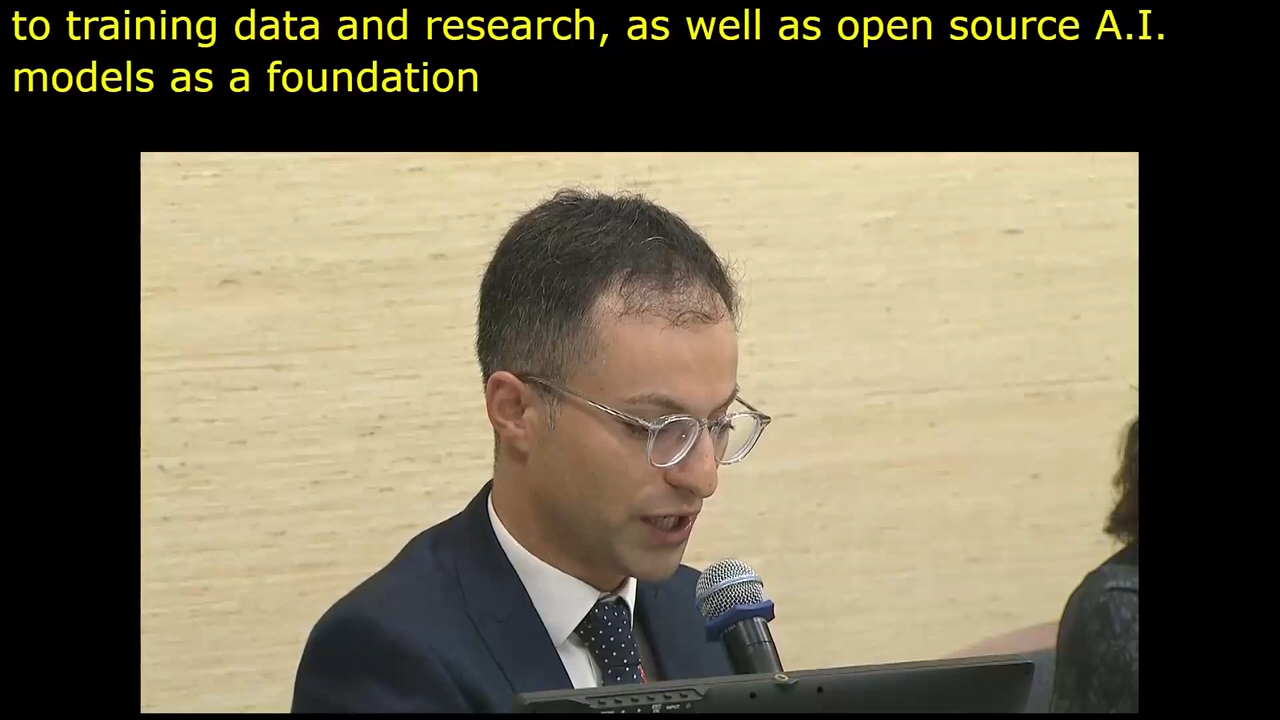 to training data and research, as well as open source A.I.
models as a foundation